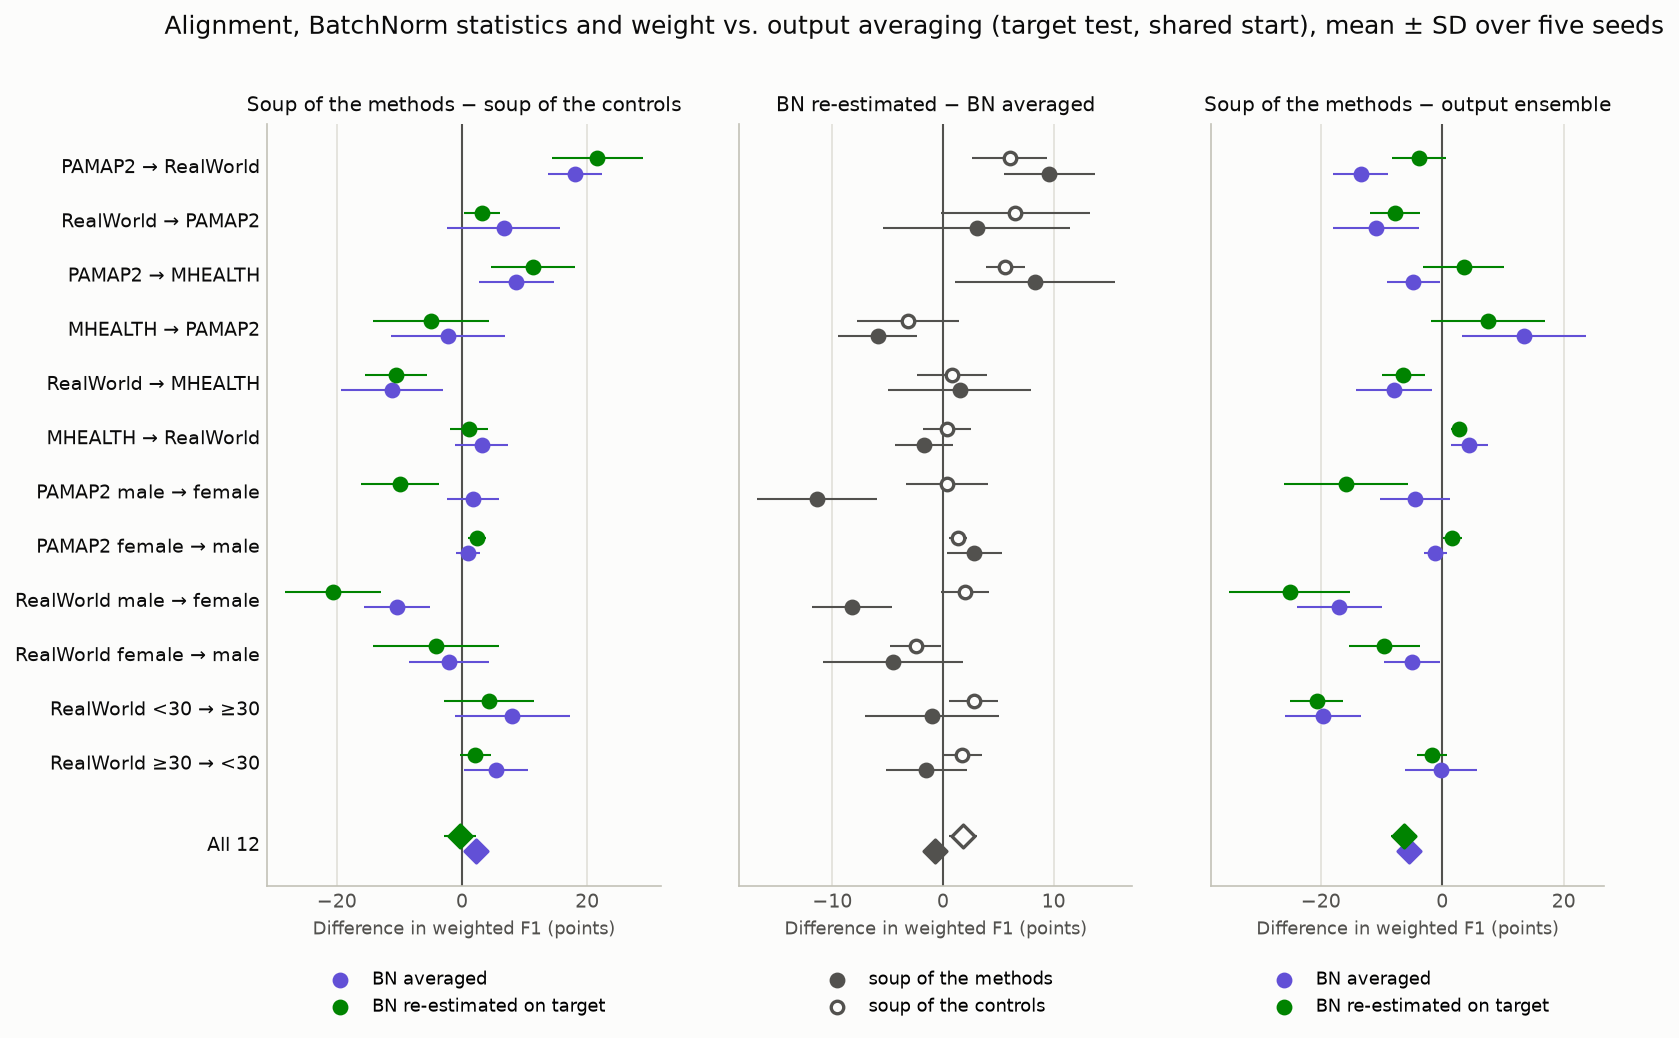 Alignment, BatchNorm statistics and weight vs. output averaging (target test, shared start), mean ± SD over five seeds
Soup of the methods − soup of the controls
BN re-estimated − BN averaged
Soup of the methods − output ensemble
PAMAP2 → RealWorld
RealWorld → PAMAP2
PAMAP2 → MHEALTH
MHEALTH → PAMAP2
RealWorld → MHEALTH
MHEALTH → RealWorld
PAMAP2 male → female
PAMAP2 female → male
RealWorld male → female
RealWorld female → male
RealWorld <30 → ≥30
RealWorld ≥30 → <30
All 12
−20 0 20
Difference in weighted F1 (points)
BN averaged
BN re-estimated on target
−10 0 10
Difference in weighted F1 (points)
soup of the methods
soup of the controls
−20 0 20
Difference in weighted F1 (points)
BN averaged
BN re-estimated on target